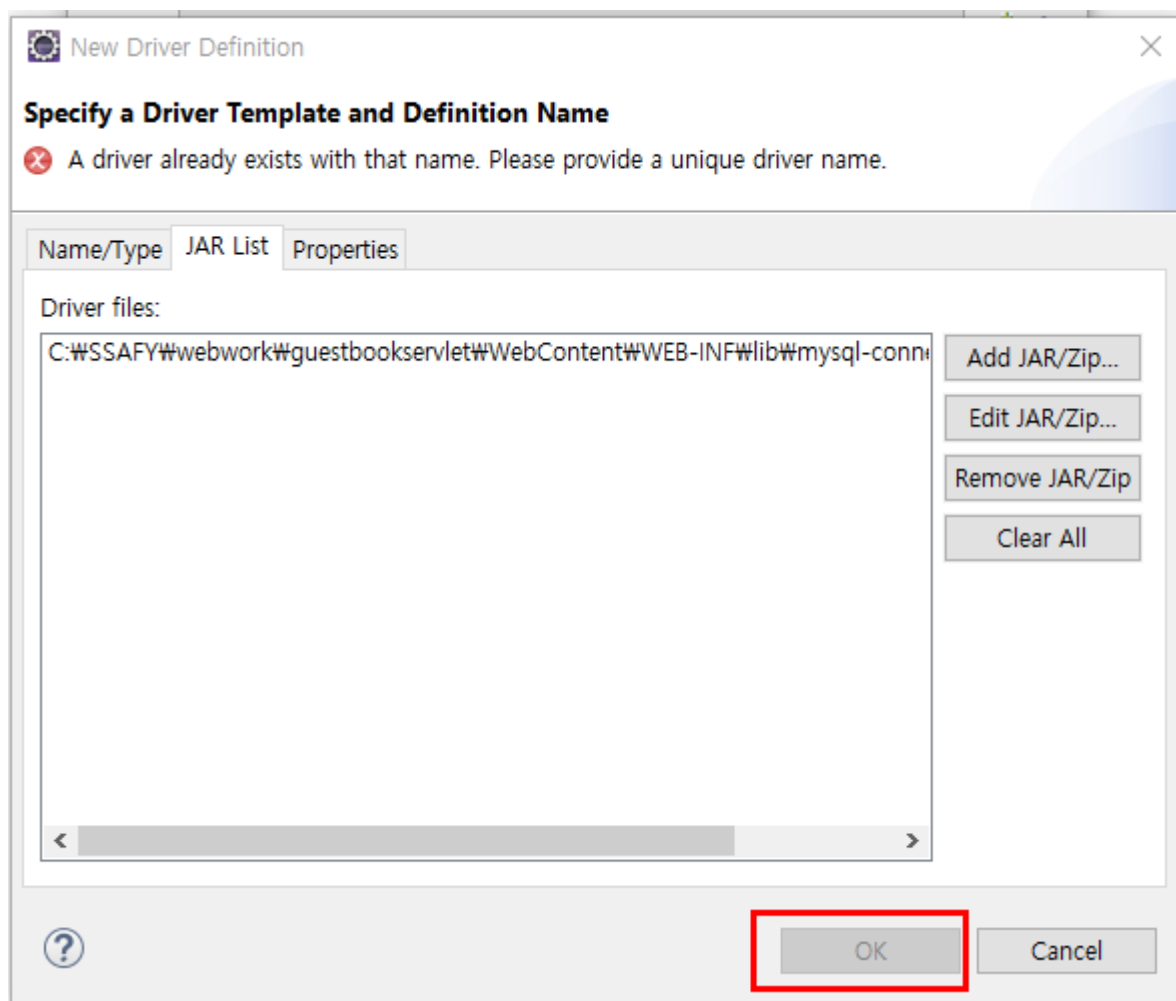 New Driver Definition
Specify a Driver Template and Definition Name
A driver already exists with that name. Please provide a unique driver name.
Name/Type JAR List Properties
Driver files:
C:₩SSAFY₩webwork₩guestbookservlet₩WebContent₩WEB-INF₩lib₩mysql-conn
Add JAR/Zip...
Edit JAR/Zip...
Remove JAR/Zip
Clear All
OK Cancel